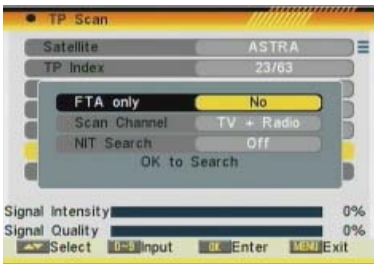 TP Scan
Satellite ASTRA
TP Index 23/63
FTA only No
Scan Channel TV + Radio
NIT Search Off
OK to Search
Signal Intensity 0%
Signal Quality 0%
Select 0~9 Input OK Enter MENU Exit